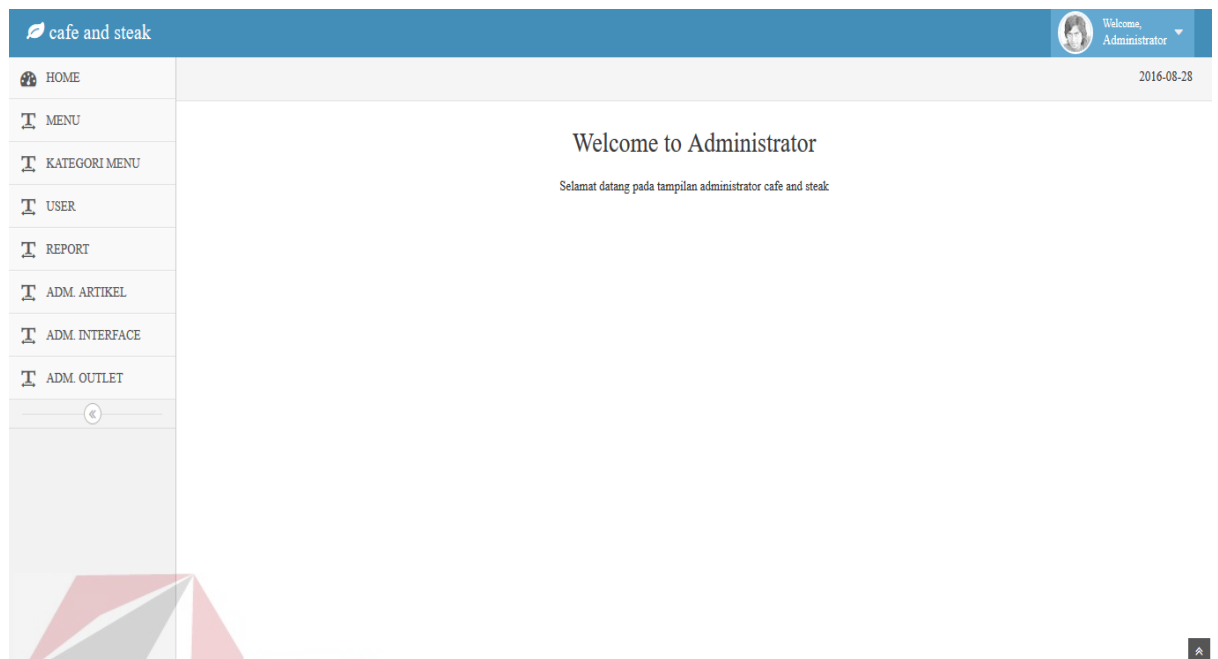 cafe and steak
Welcome,
Administrator
HOME
2016-08-28
MENU
KATEGORI MENU
USER
REPORT
ADM. ARTIKEL
ADM. INTERFACE
ADM. OUTLET
Welcome to Administrator
Selamat datang pada tampilan administrator cafe and steak